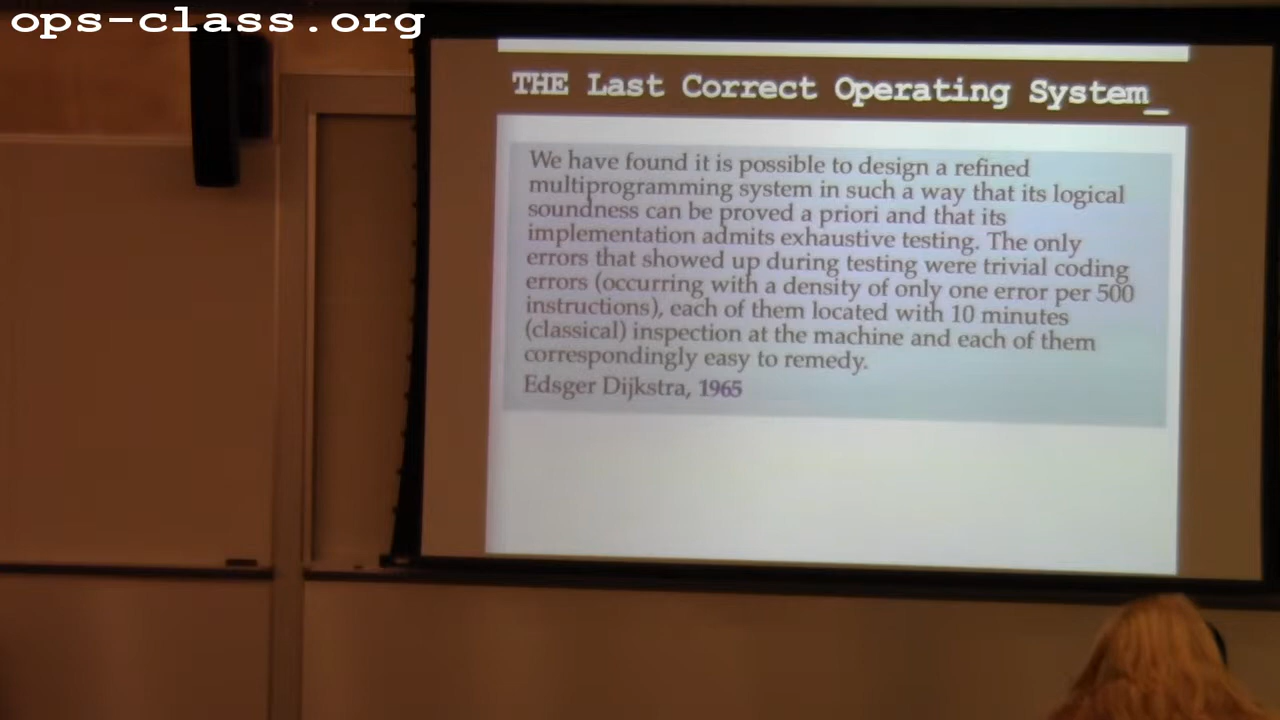 ops-class.org
THE Last Correct Operating System_
We have found it is possible to design a refined
multiprogramming system in such a way that its logical
soundness can be proved a priori and that its
implementation admits exhaustive testing. The only
errors that showed up during testing were trivial coding
errors (occurring with a density of only one error per 500
instructions), each of them located with 10 minutes
(classical) inspection at the machine and each of them
correspondingly easy to remedy.
Edsger Dijkstra, 1965